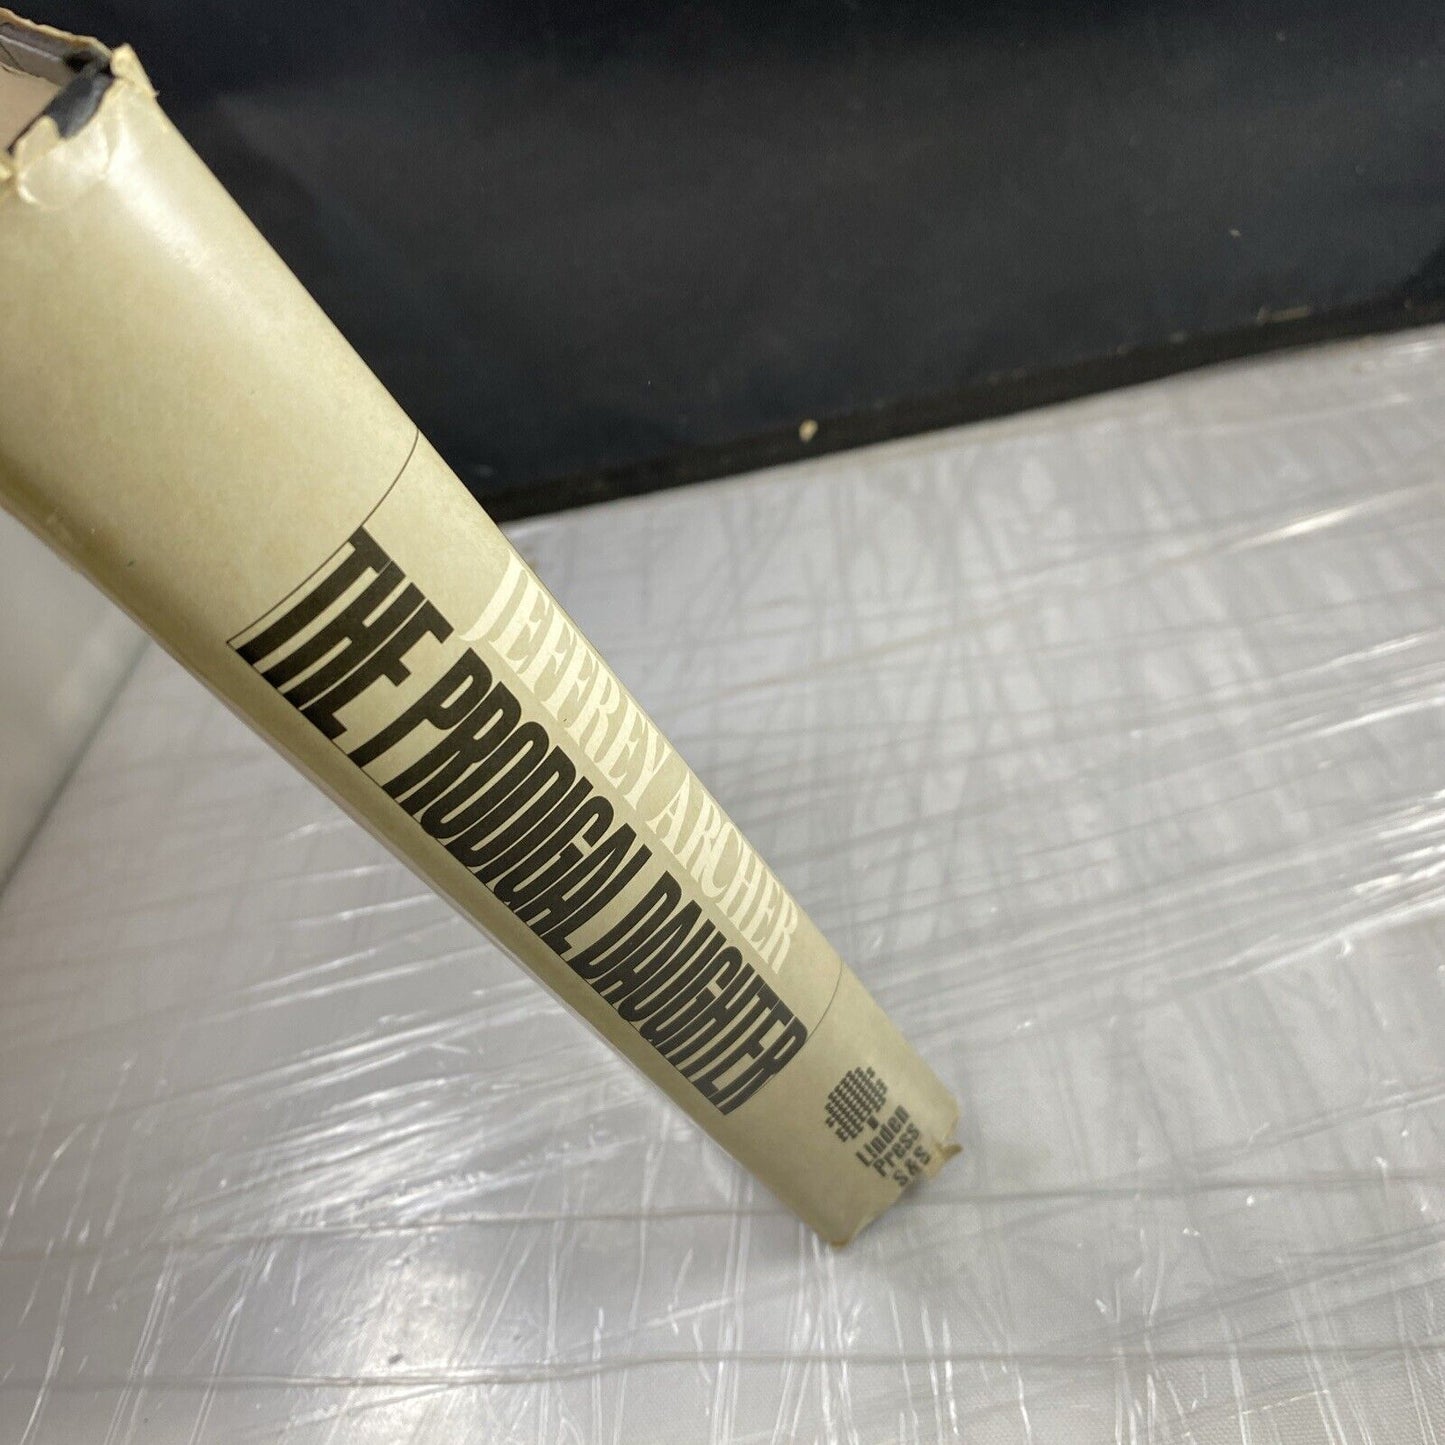 JEFFREY ARCHER
THE PRODIGAL DAUGHTER
Linden
Press
S&S